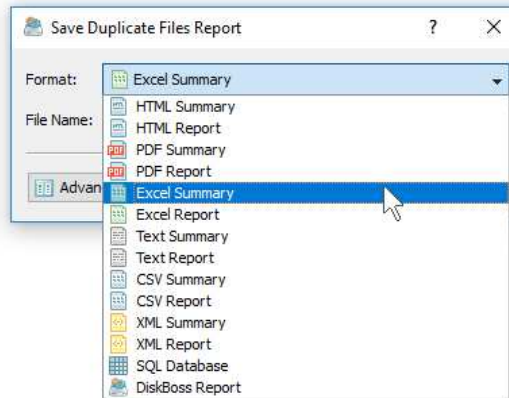 Save Duplicate Files Report ? X
Format: Excel Summary
HTML Summary
File Name: HTML Report
PDF Summary
PDF Report
Advan Excel Summary
Excel Report
Text Summary
Text Report
CSV Summary
CSV Report
XML Summary
XML Report
SQL Database
DiskBoss Report